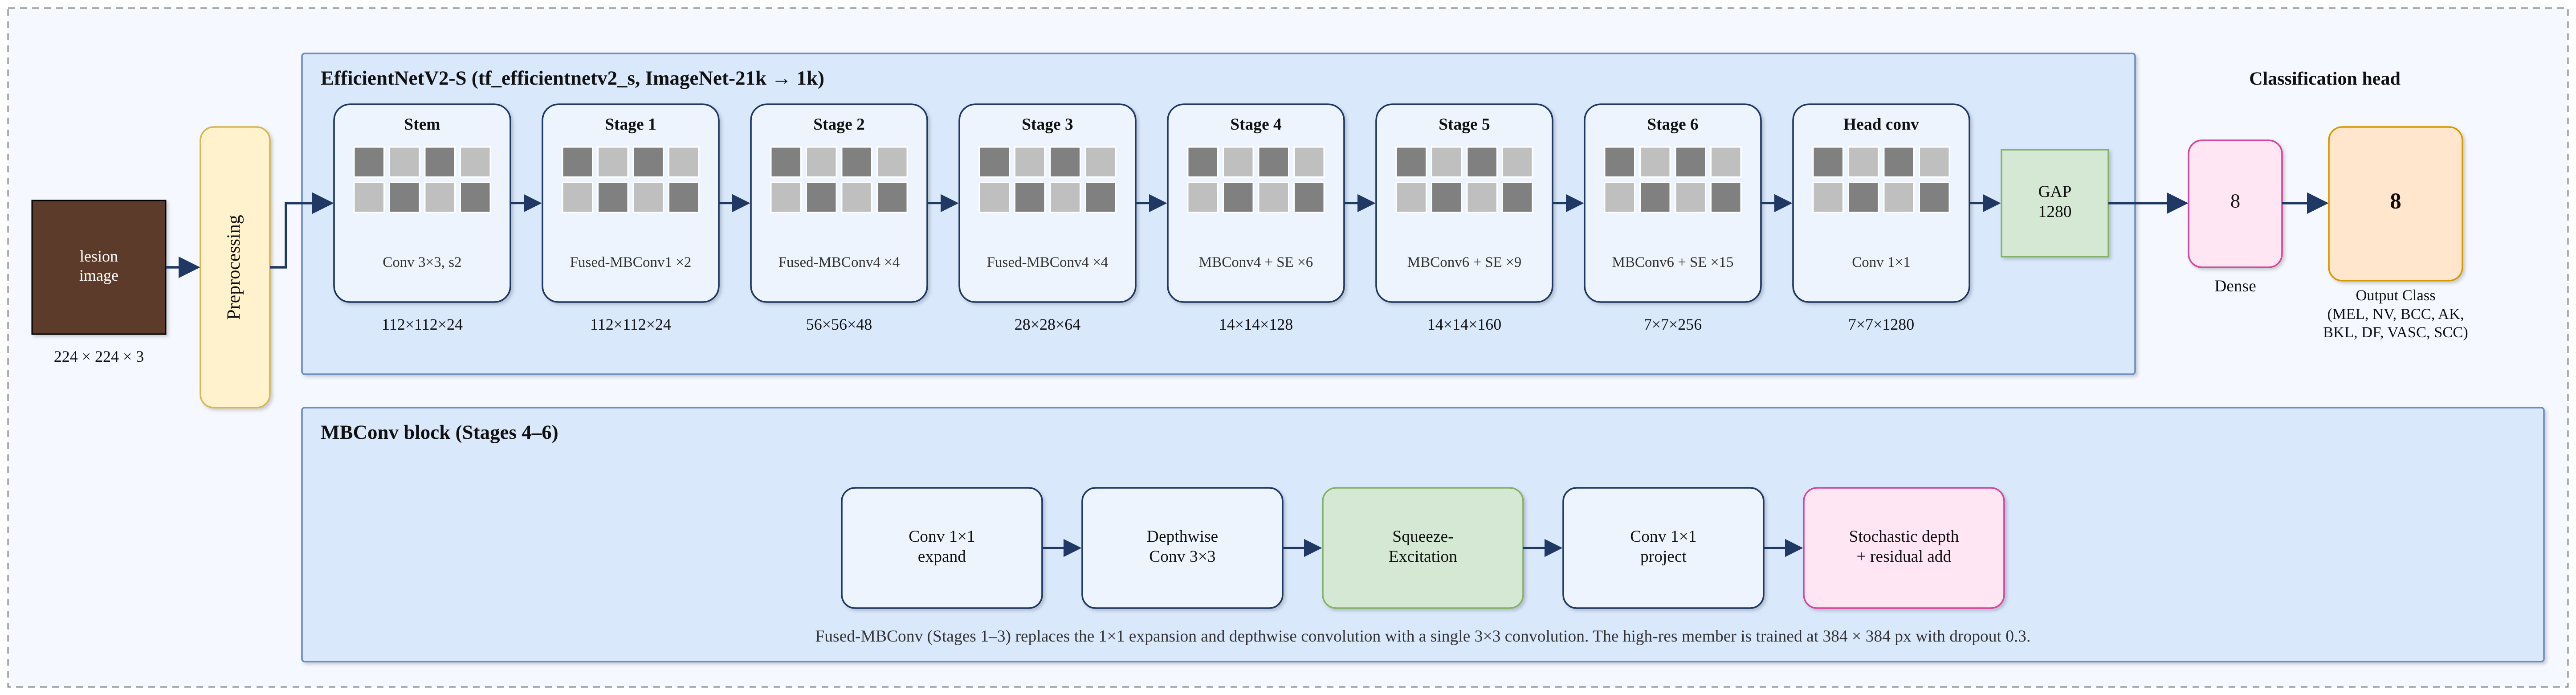 EfficientNetV2-S (tf_efficientnetv2_s, ImageNet-21k → 1k)
Classification head
lesion
image
224 × 224 × 3
Preprocessing
Stem
Conv 3×3, s2
112×112×24
Stage 1
Fused-MBConv1 ×2
112×112×24
Stage 2
Fused-MBConv4 ×4
56×56×48
Stage 3
Fused-MBConv4 ×4
28×28×64
Stage 4
MBConv4 + SE ×6
14×14×128
Stage 5
MBConv6 + SE ×9
14×14×160
Stage 6
MBConv6 + SE ×15
7×7×256
Head conv
Conv 1×1
7×7×1280
GAP
1280
8
Dense
8
Output Class
(MEL, NV, BCC, AK,
BKL, DF, VASC, SCC)
MBConv block (Stages 4–6)
Conv 1×1
expand
Depthwise
Conv 3×3
Squeeze-
Excitation
Conv 1×1
project
Stochastic depth
+ residual add
Fused-MBConv (Stages 1–3) replaces the 1×1 expansion and depthwise convolution with a single 3×3 convolution. The high-res member is trained at 384 × 384 px with dropout 0.3.